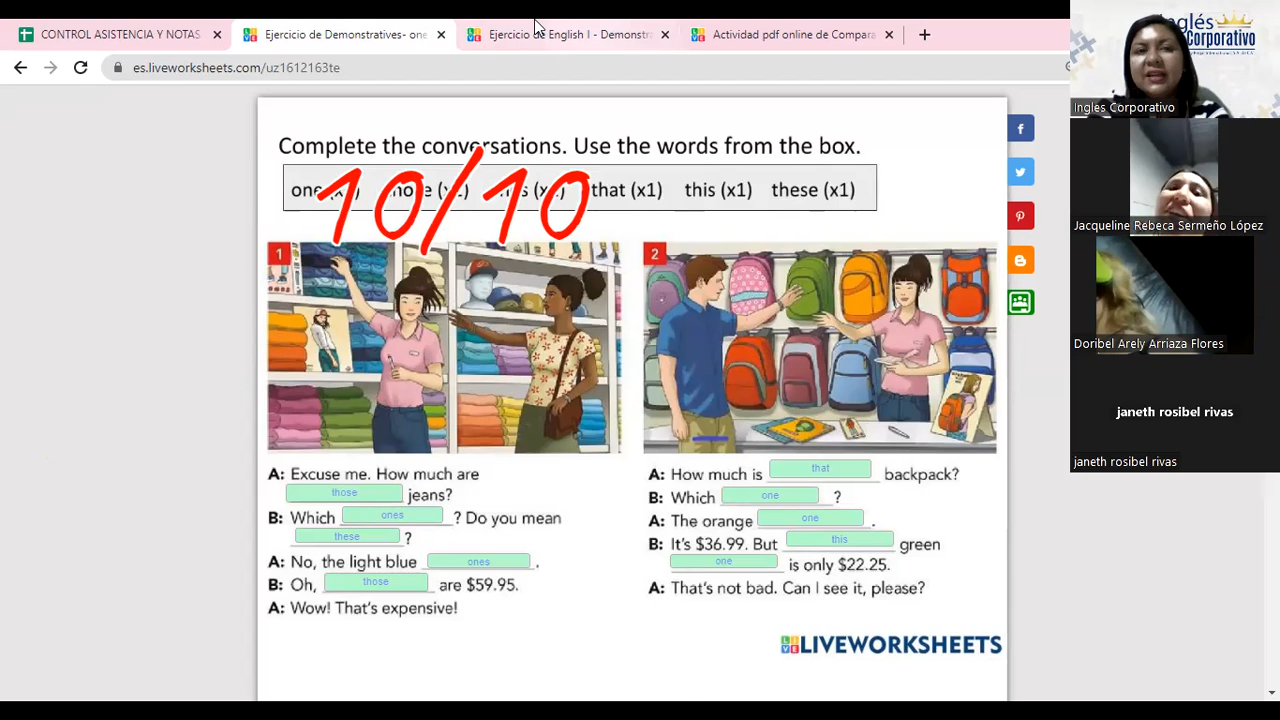 CONTROL ASISTENCIA Y NOTAS
Ejercicio de Demonstratives- one
Ejercicio de English I - Demonstra
Actividad pdf online de Compara
es.liveworksheets.com/uz1612163te
Inglés
Corporativo
Ingles Corporativo
Jacqueline Rebeca Sermeño López
Doribel Arely Arriaza Flores
janeth rosibel rivas
janeth rosibel rivas
Complete the conversations. Use the words from the box.
that (x1) this (x1) these (x1)
10/10
1
A: Excuse me. How much are
those jeans?
B: Which ones ? Do you mean
these ?
A: No, the light blue ones .
B: Oh, those are $59.95.
A: Wow! That's expensive!
2
A: How much is that backpack?
B: Which one ?
A: The orange one .
B: It's $36.99. But this green
one is only $22.25.
A: That's not bad. Can I see it, please?
LIVEWORKSHEETS